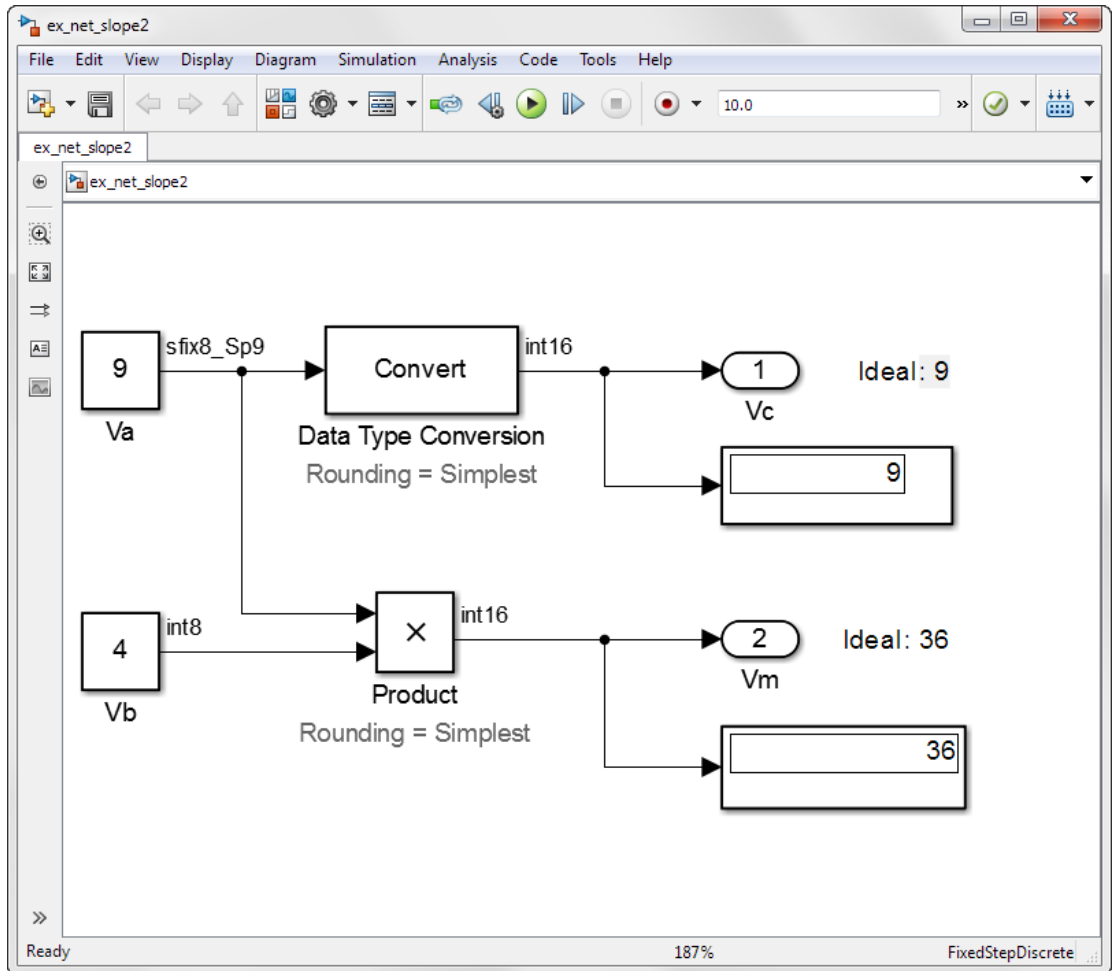 ex_net_slope2
File Edit View Display Diagram Simulation Analysis Code Tools Help
10.0 »
ex_net_slope2
ex_net_slope2
9
sfix8_Sp9
Convert
int16
1
Ideal: 9
Va
Data Type Conversion
Vc
Rounding = Simplest
9
4
int8
×
int16
2
Ideal: 36
Vb
Product
Vm
Rounding = Simplest
36
»
Ready 187% FixedStepDiscrete